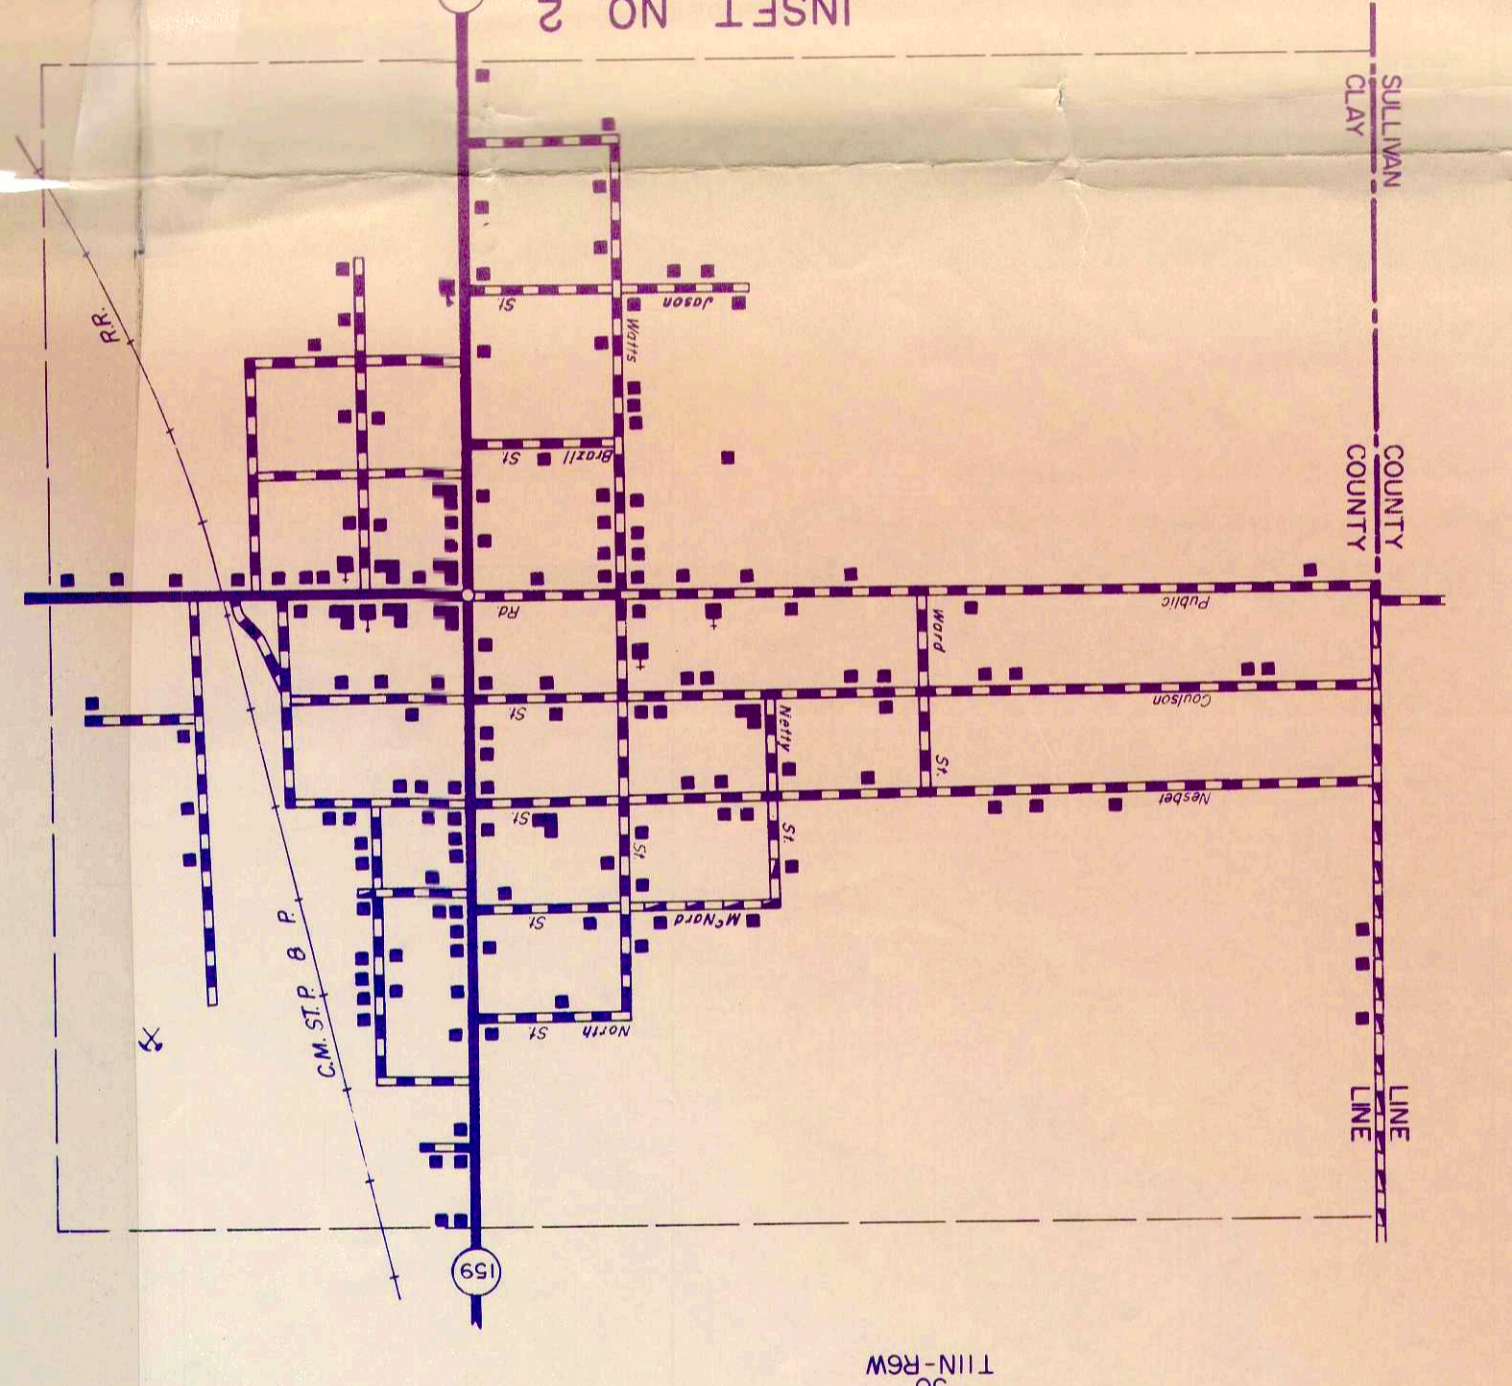 T11N-R6W
159
North St.
McNard St.
Nesbet St.
Coulson St.
Public Rd.
Brazil St.
Jason St.
Watts St.
Netty St.
Ward St.
C.M. ST. P. & P. R.R.
SULLIVAN COUNTY LINE
CLAY COUNTY LINE
INSET NO 2